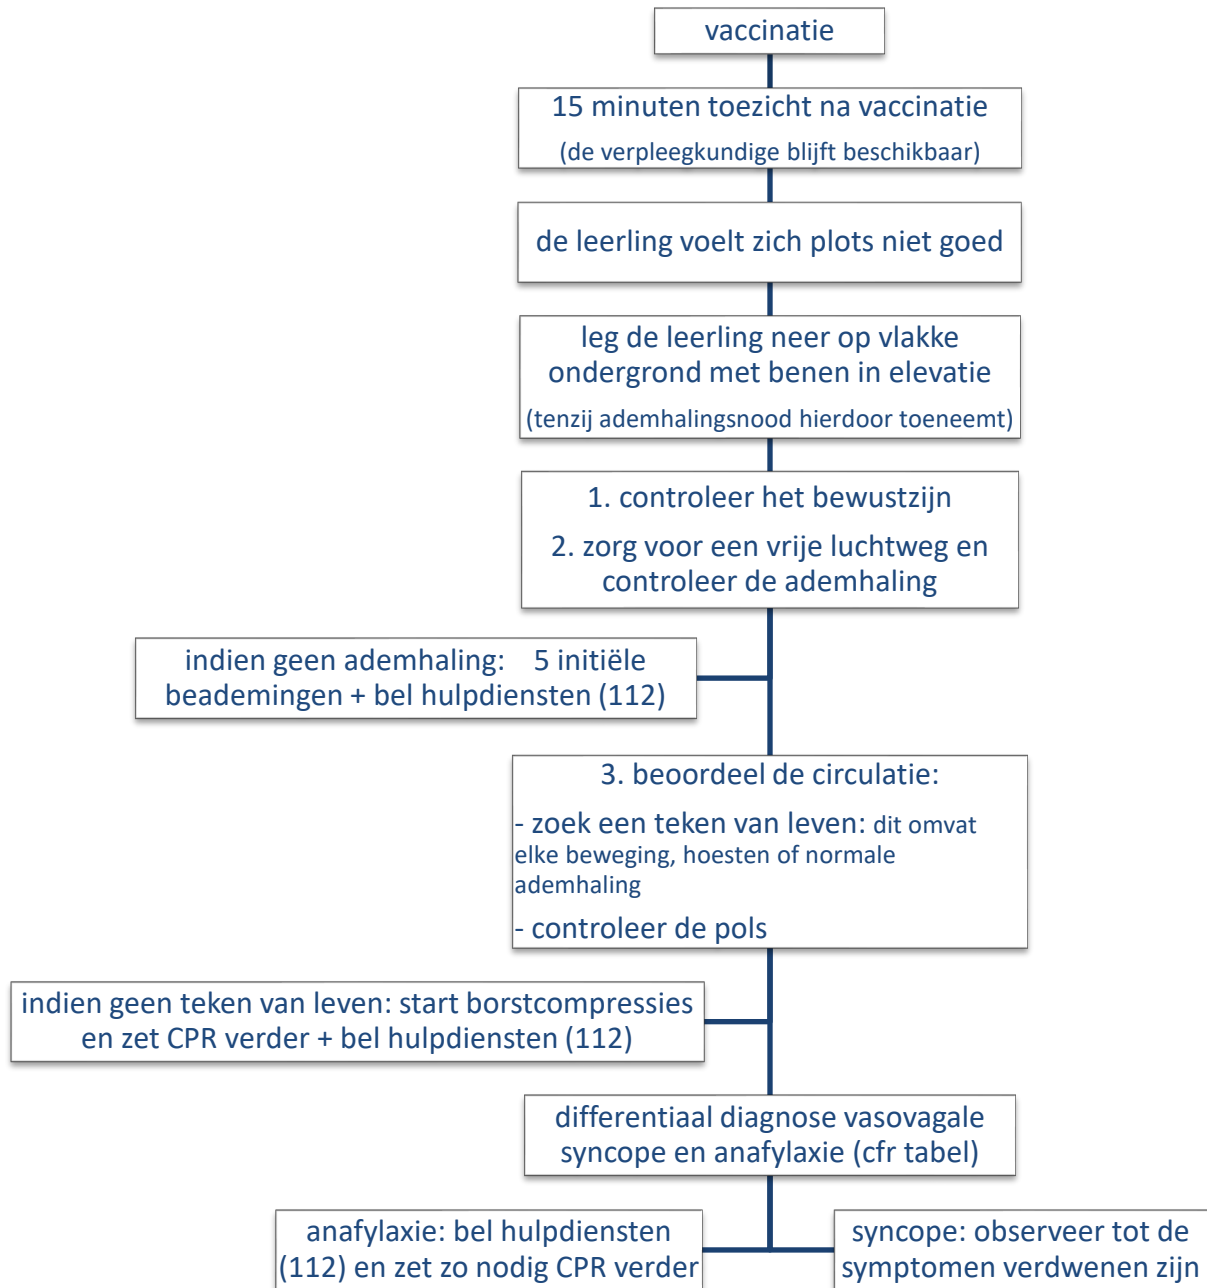 vaccinatie
15 minuten toezicht na vaccinatie
(de verpleegkundige blijft beschikbaar)
de leerling voelt zich plots niet goed
leg de leerling neer op vlakke
ondergrond met benen in elevatie
(tenzij ademhalingsnood hierdoor toeneemt)
1. controleer het bewustzijn
2. zorg voor een vrije luchtweg en
controleer de ademhaling
indien geen ademhaling: 5 initiële
beademingen + bel hulpdiensten (112)
3. beoordeel de circulatie:
- zoek een teken van leven: dit omvat
elke beweging, hoesten of normale
ademhaling
- controleer de pols
indien geen teken van leven: start borstcompressies
en zet CPR verder + bel hulpdiensten (112)
differentiaal diagnose vasovagale
syncope en anafylaxie (cfr tabel)
anafylaxie: bel hulpdiensten
(112) en zet zo nodig CPR verder
syncope: observeer tot de
symptomen verdwenen zijn